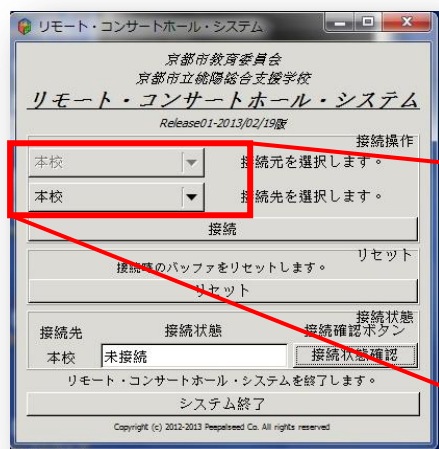 リモート・コンサートホール・システム
京都市教育委員会
京都市立桃陽総合支援学校
リモート・コンサートホール・システム
Release01-2013/02/19版
接続操作
本校 接続元を選択します。
本校 接続先を選択します。
接続
リセット
接続時のバッファをリセットします。
リセット
接続状態
接続先 接続状態 接続確認ボタン
本校 未接続 接続状態確認
リモート・コンサートホール・システムを終了します。
システム終了
Copyright (c) 2012-2013 Peepalseed Co. All rights reserved